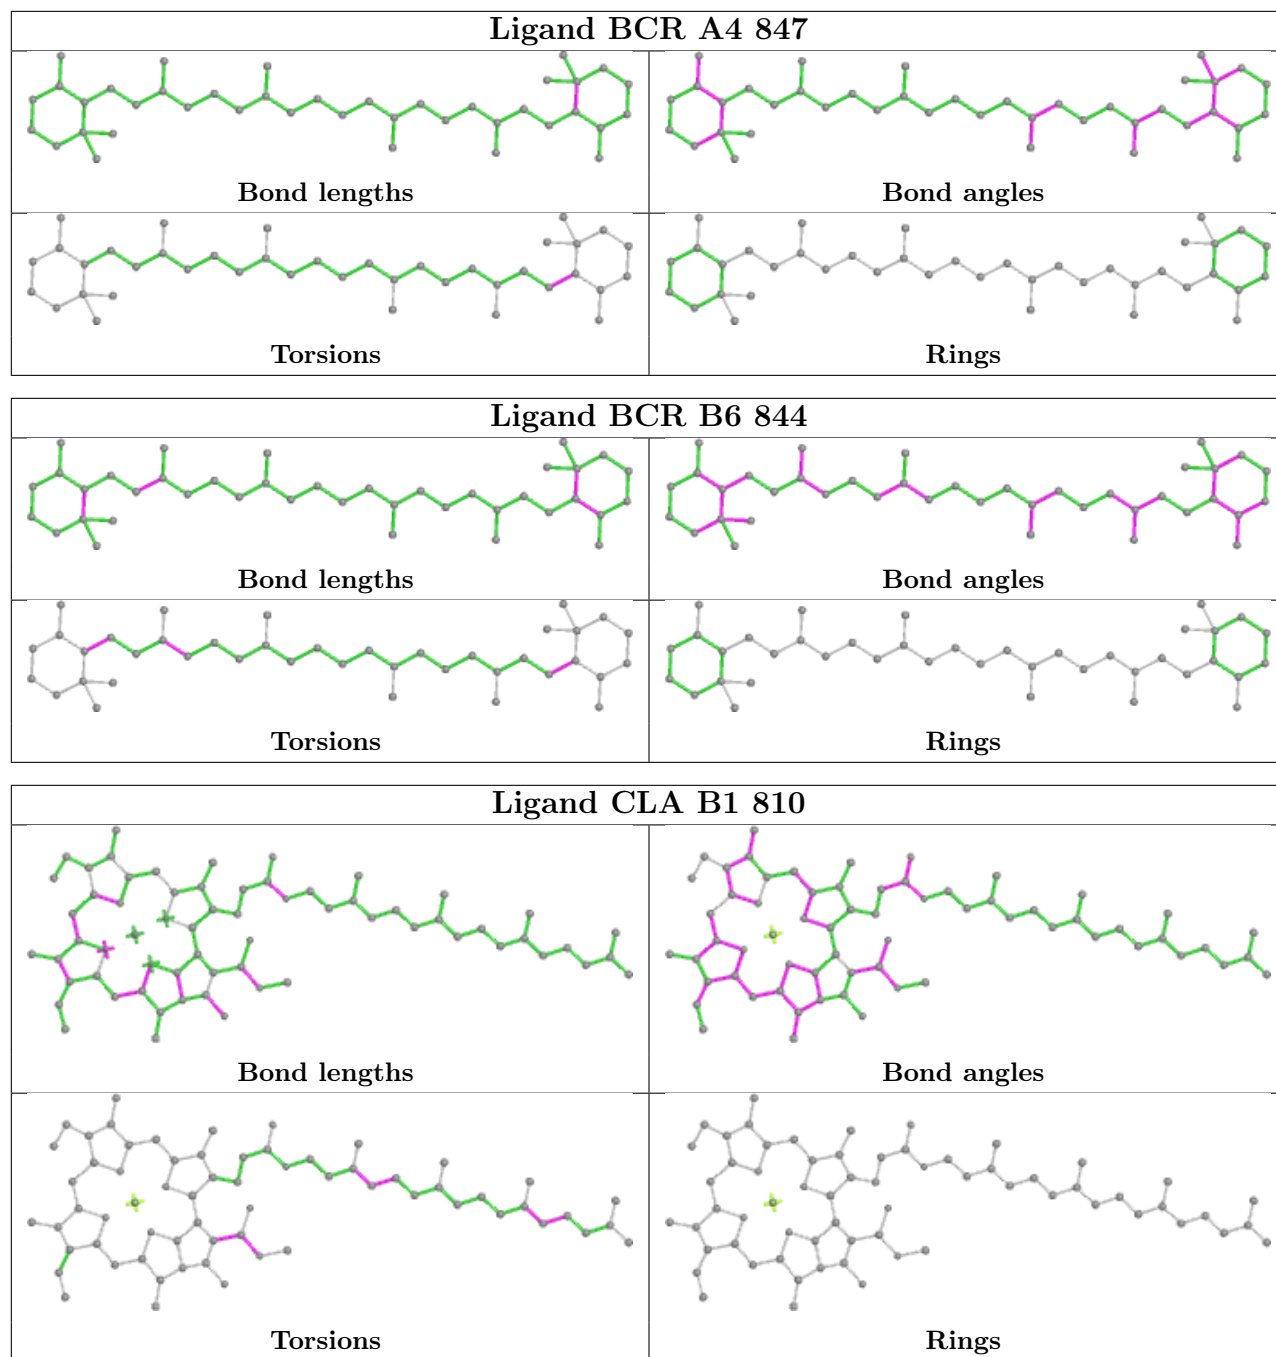 Ligand BCR A4 847
Bond lengths
Bond angles
Torsions
Rings
Ligand BCR B6 844
Bond lengths
Bond angles
Torsions
Rings
Ligand CLA B1 810
Bond lengths
Bond angles
Torsions
Rings